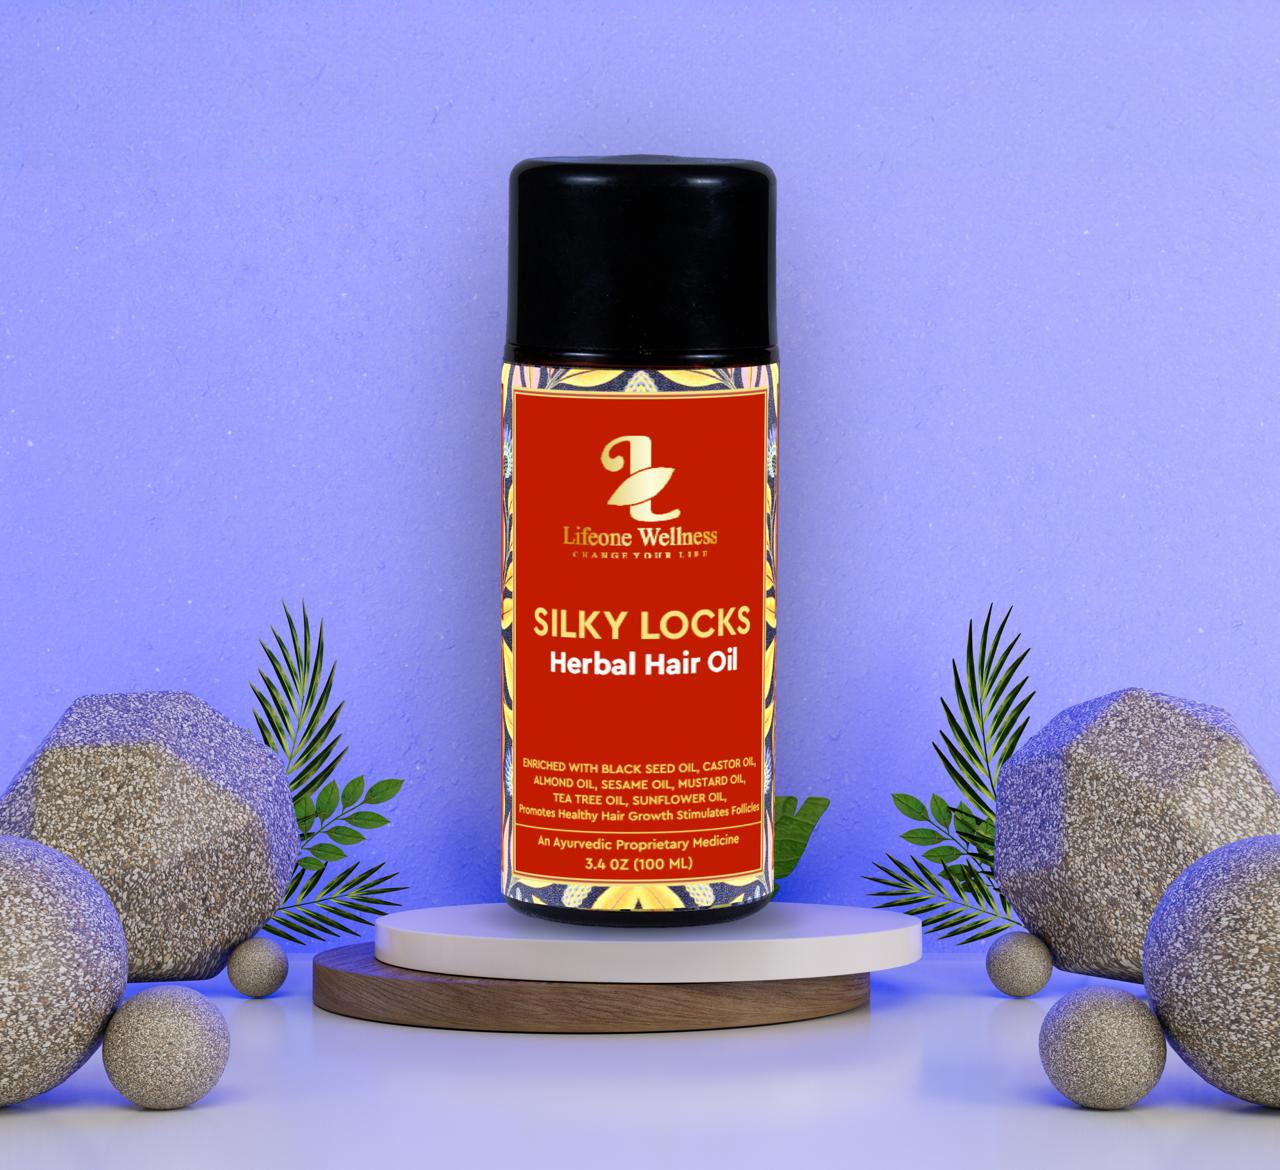 Lifeone Wellness
CHANGE YOUR LIFE
SILKY LOCKS
Herbal Hair Oil
ENRICHED WITH BLACK SEED OIL, CASTOR OIL,
ALMOND OIL, SESAME OIL, MUSTARD OIL,
TEA TREE OIL, SUNFLOWER OIL,
Promotes Healthy Hair Growth Stimulates Follicles
An Ayurvedic Proprietary Medicine
3.4 OZ (100 ML)